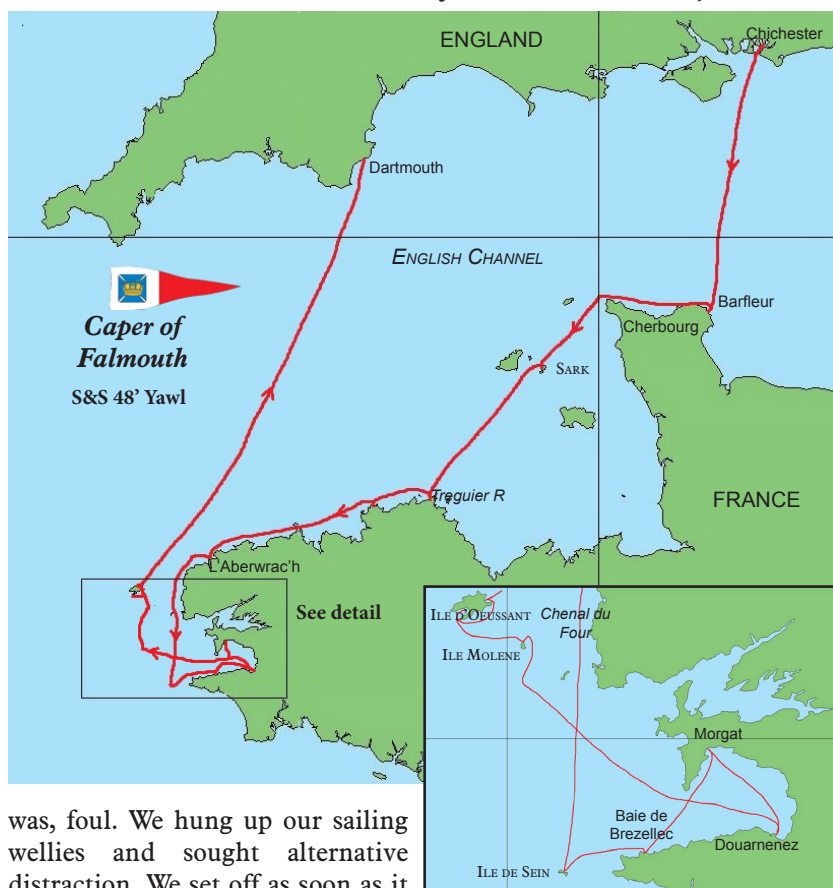 ENGLAND
Chichester
Dartmouth
ENGLISH CHANNEL
Caper of
Falmouth
S&S 48' Yawl
Barfleur
Cherbourg
SARK
Treguier R
FRANCE
L'Aberwrac'h
See detail
ILE D'OEUSSANT
Chenal du
Four
ILE MOLENE
Morgat
Baie de
Brezellec
Douarnenez
ILE DE SEIN
was, foul. We hung up our sailing
wellies and sought alternative
distraction. We set off as soon as it